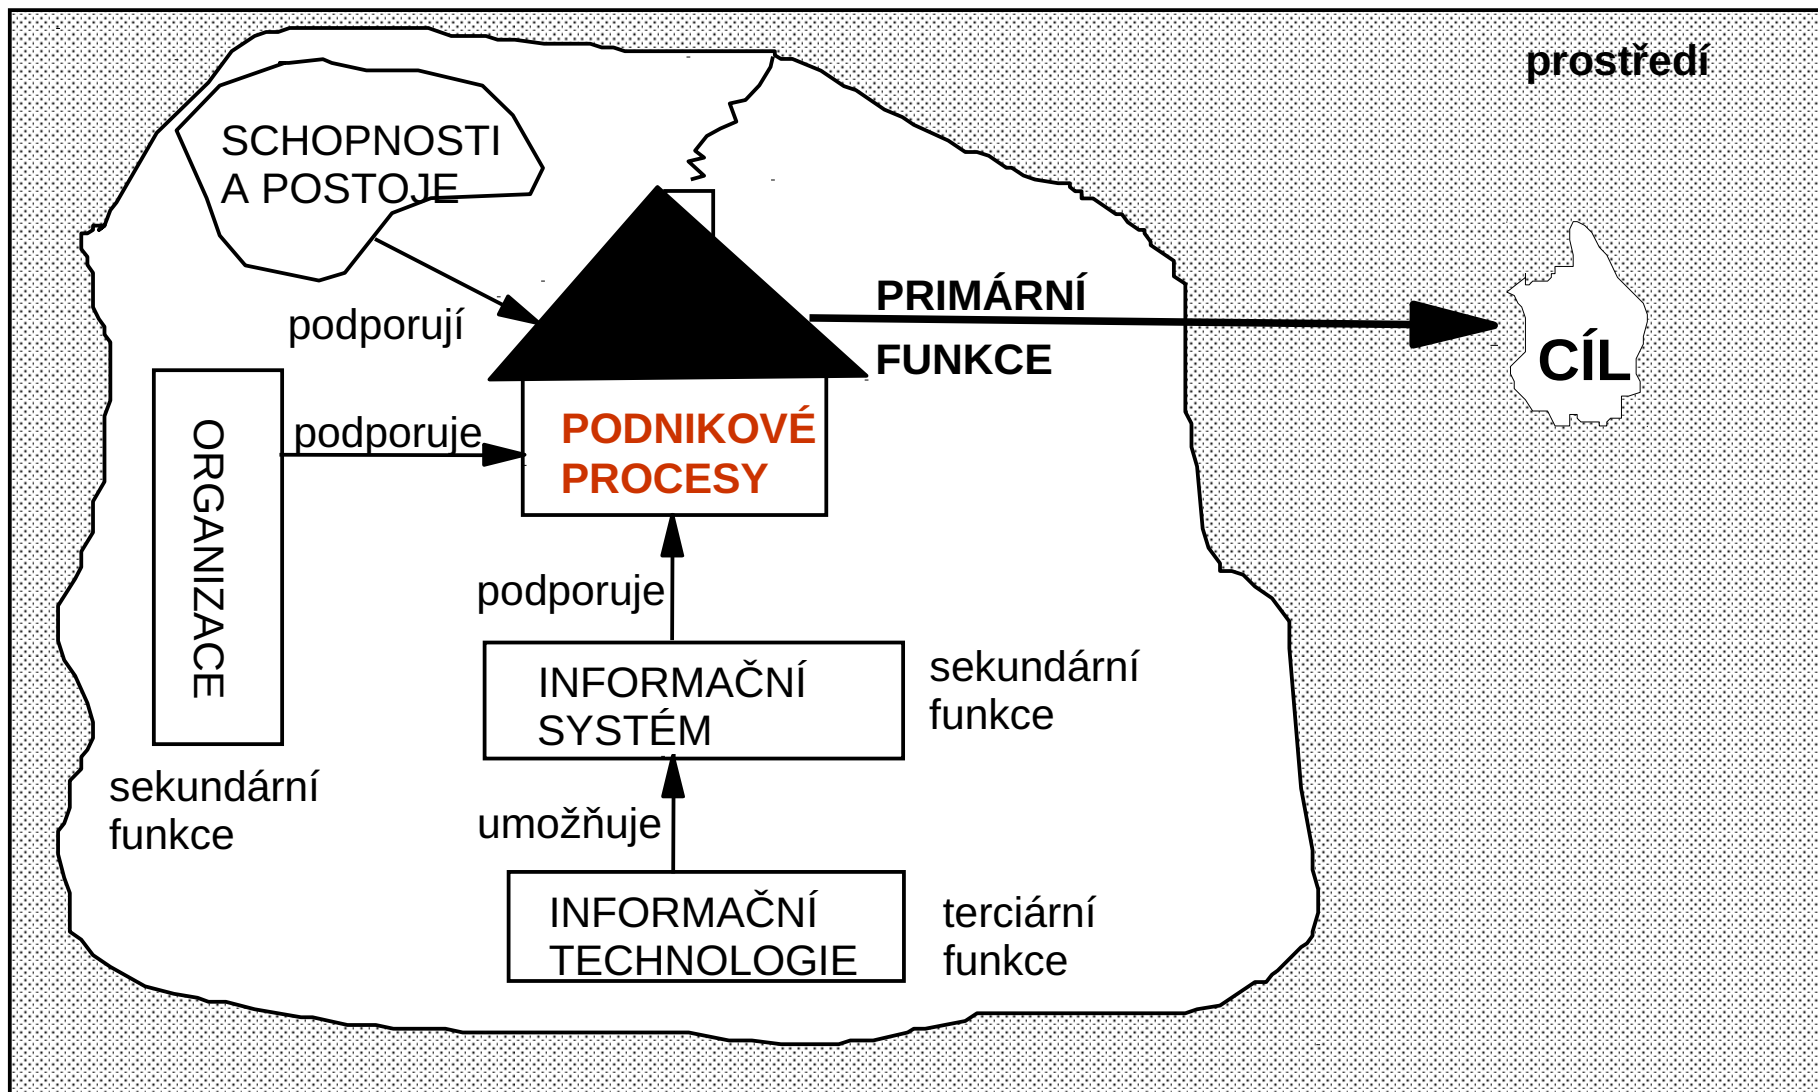 prostředí
SCHOPNOSTI
A POSTOJE
PRIMÁRNÍ
podporují
FUNKCE
CÍL
ORGANIZACE
podporuje
PODNIKOVÉ
PROCESY
podporuje
INFORMAČNÍ
SYSTÉM
sekundární
funkce
sekundární
funkce
umožňuje
INFORMAČNÍ
TECHNOLOGIE
terciární
funkce